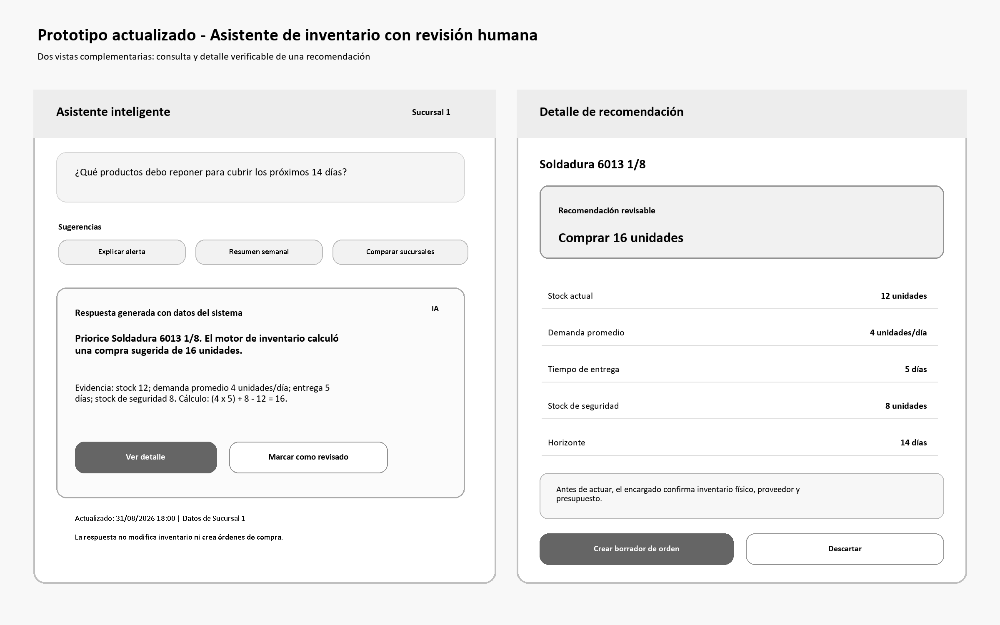 Prototipo actualizado - Asistente de inventario con revisión humana
Dos vistas complementarias: consulta y detalle verificable de una recomendación
Asistente inteligente
Sucursal 1
¿Qué productos debo reponer para cubrir los próximos 14 días?
Sugerencias
Explicar alerta
Resumen semanal
Comparar sucursales
Respuesta generada con datos del sistema
IA
Priorice Soldadura 6013 1/8. El motor de inventario calculó
una compra sugerida de 16 unidades.
Evidencia: stock 12; demanda promedio 4 unidades/día; entrega 5
días; stock de seguridad 8. Cálculo: (4 x 5) + 8 - 12 = 16.
Ver detalle
Marcar como revisado
Actualizado: 31/08/2026 18:00 | Datos de Sucursal 1
La respuesta no modifica inventario ni crea órdenes de compra.
Detalle de recomendación
Soldadura 6013 1/8
Recomendación revisable
Comprar 16 unidades
Stock actual 12 unidades
Demanda promedio 4 unidades/día
Tiempo de entrega 5 días
Stock de seguridad 8 unidades
Horizonte 14 días
Antes de actuar, el encargado confirma inventario físico, proveedor y
presupuesto.
Crear borrador de orden
Descartar